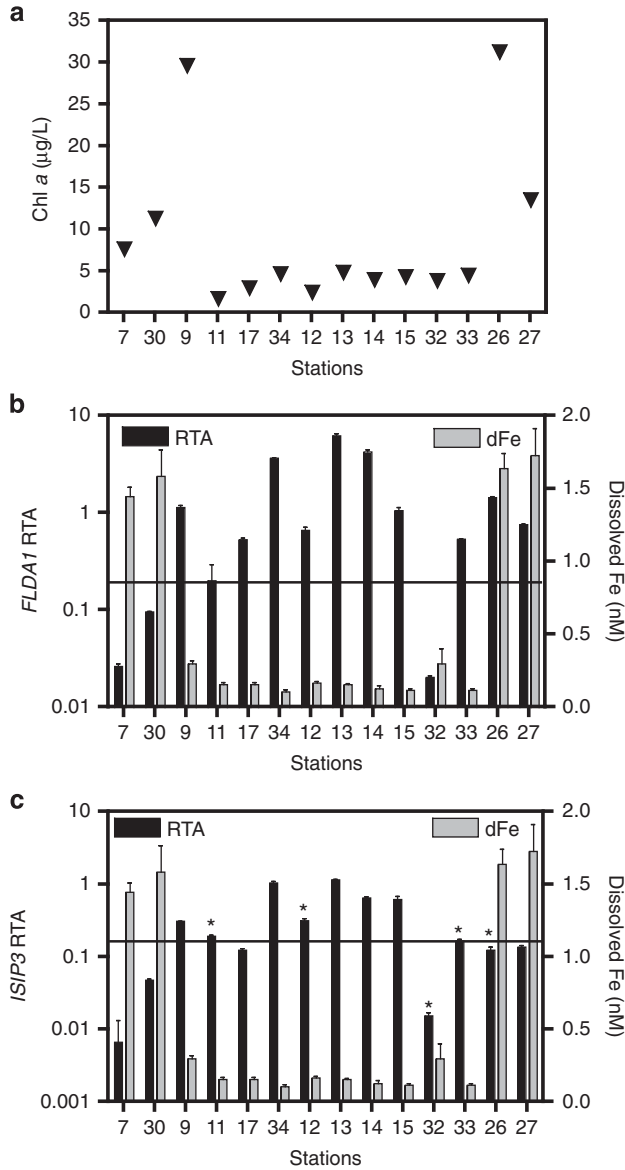 a
35
30
25
20
15
10
5
0
Chl a (μg/L)
7 30 9 11 17 34 12 13 14 15 32 33 26 27
Stations
b
10
1
0.1
0.01
FLDA1 RTA
RTA
dFe
2.0
1.5
1.0
0.5
0.0
Dissolved Fe (nM)
7 30 9 11 17 34 12 13 14 15 32 33 26 27
Stations
c
10
1
0.1
0.01
0.001
ISIP3 RTA
RTA
dFe
* * * * *
2.0
1.5
1.0
0.5
0.0
Dissolved Fe (nM)
7 30 9 11 17 34 12 13 14 15 32 33 26 27
Stations